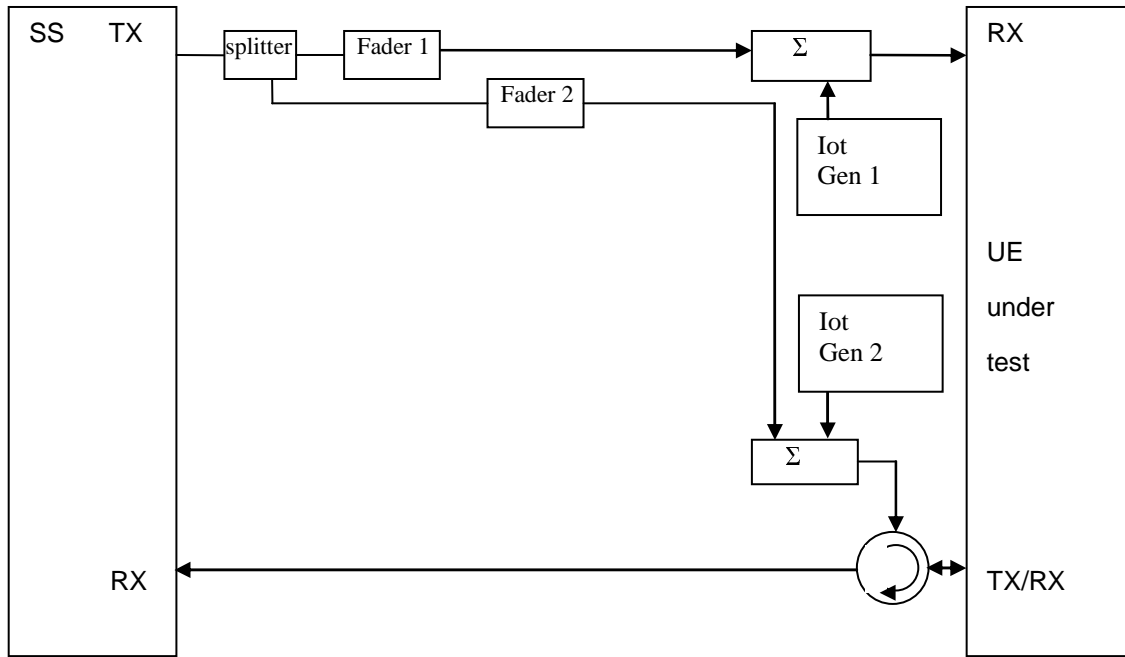 SS TX
splitter
Fader 1
Σ
RX
Fader 2
Iot
Gen 1
UE
under
test
Iot
Gen 2
Σ
RX
TX/RX